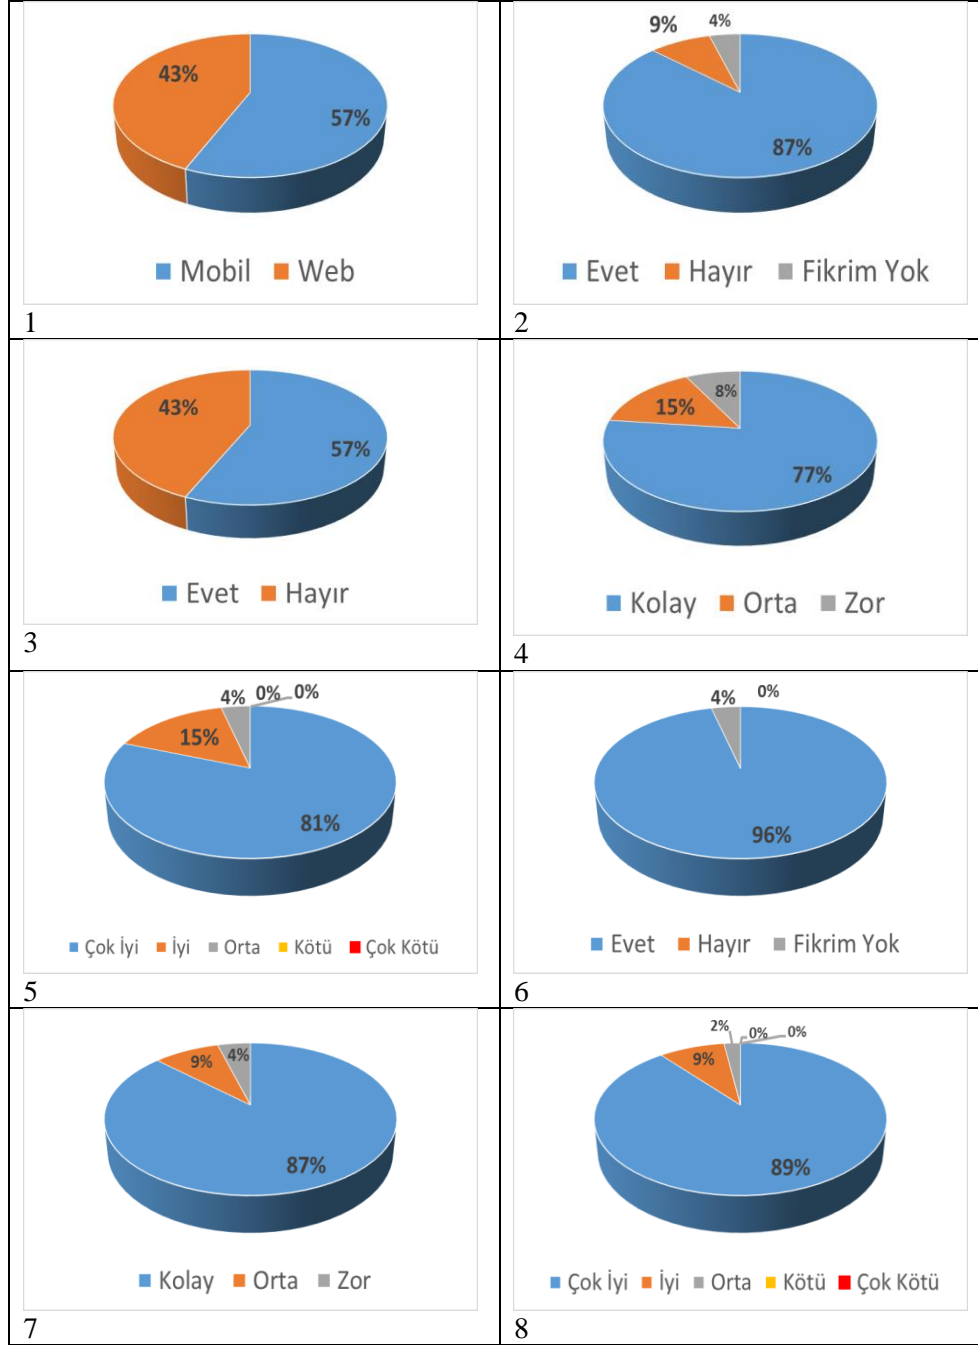 43%
57%
Mobil Web
1
9% 4%
87%
Evet Hayır Fikrim Yok
2
43%
57%
Evet Hayır
3
8%
15%
77%
Kolay Orta Zor
4
4% 0% 0%
15%
81%
Çok İyi İyi Orta Kötü Çok Kötü
5
4% 0%
96%
Evet Hayır Fikrim Yok
6
9% 4%
87%
Kolay Orta Zor
7
2% 0% 0%
9%
89%
Çok İyi İyi Orta Kötü Çok Kötü
8